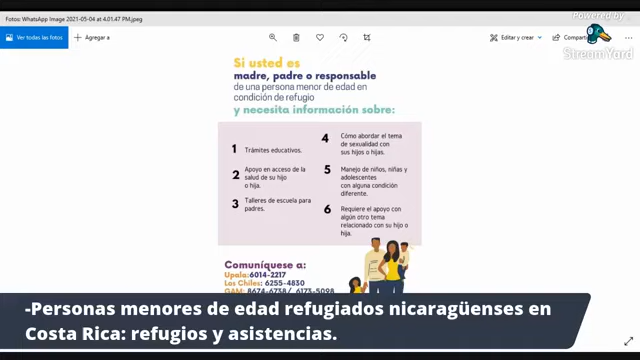 Fotos: WhatsApp Image 2021-05-04 at 4.01.47 PM.jpeg
Powered by
Ver todas las fotos
Agregar a
Editar y crear
Compartir
StreamYard
Si usted es
madre, padre o responsable
de una persona menor de edad en
condición de refugio
y necesita información sobre:
1 Trámites educativos.
2 Apoyo en acceso de la
salud de su hijo
o hija.
3 Talleres de escuela para
padres.
4 Cómo abordar el tema
de sexualidad con
sus hijos o hijas.
5 Manejo de niños, niñas y
adolescentes
con alguna condición
diferente.
6 Requiere el apoyo con
algún otro tema
relacionado con su hijo o
hija.
Comuníquese a:
Upala:6014-2217
Los Chiles: 6255-4830
GAM: 8674-6738/ 6173-5098
-Personas menores de edad refugiados nicaragüenses en
Costa Rica: refugios y asistencias.